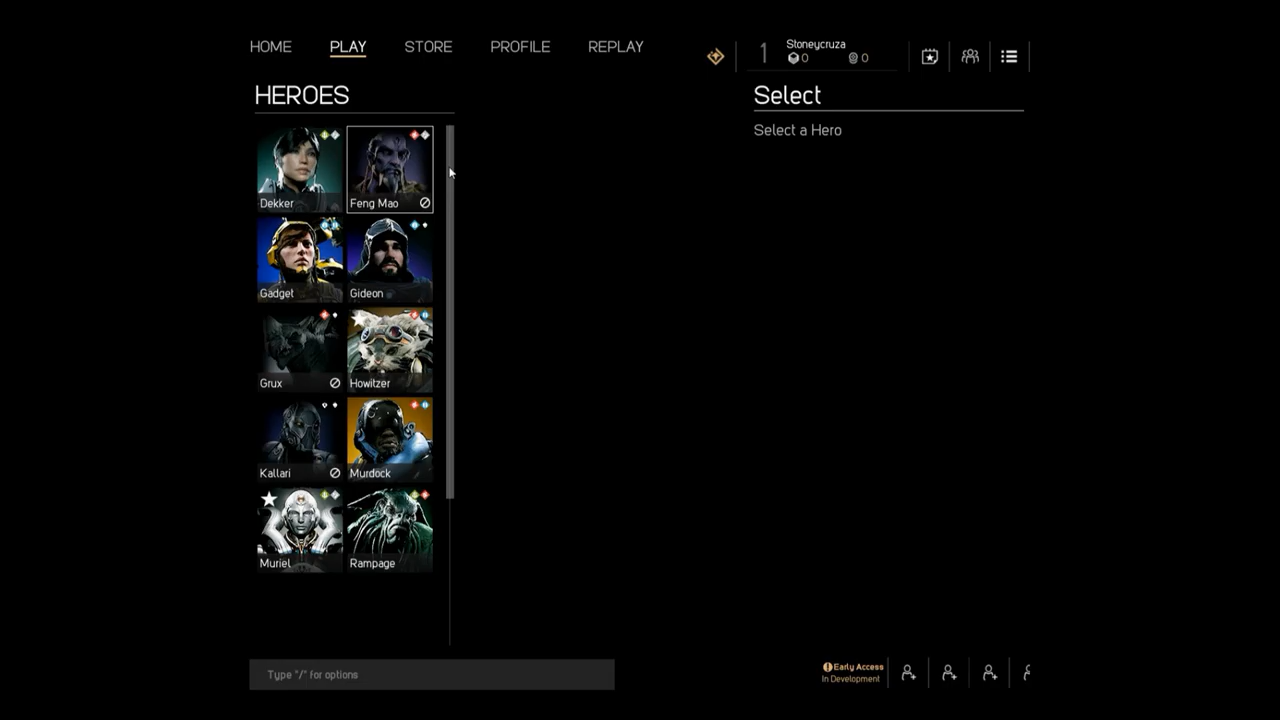 HOME PLAY STORE PROFILE REPLAY
1 Stoneycruza
0 0
HEROES
Select
Select a Hero
Dekker Feng Mao
Gadget Gideon
Grux Howitzer
Kallari Murdock
Muriel Rampage
Type "/" for options
Early Access
In Development